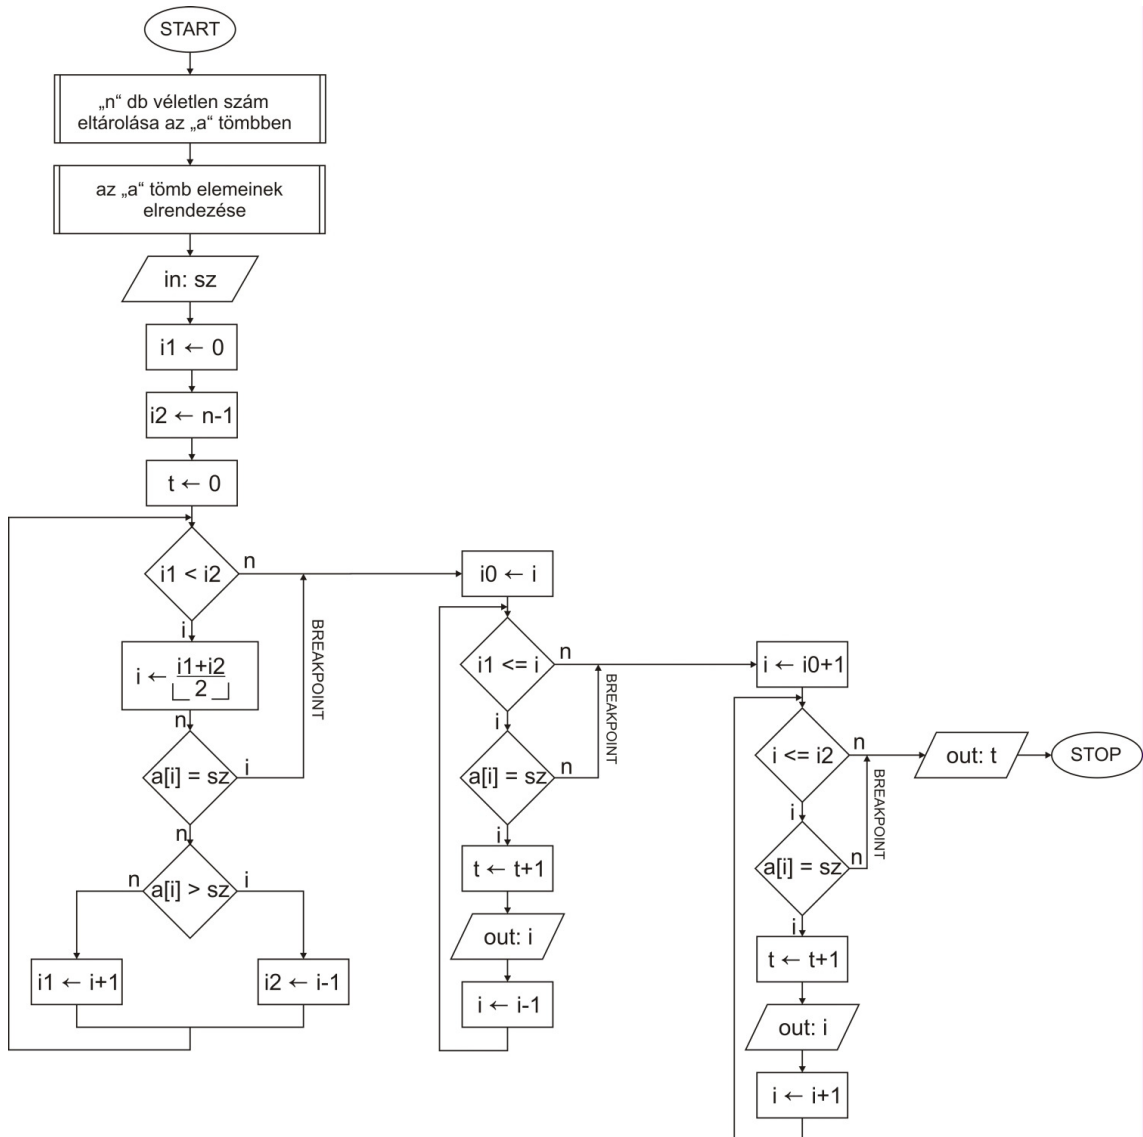 START
„n“ db véletlen szám
eltárolása az „a“ tömbben
az „a“ tömb elemeinek
elrendezése
in: sz
i1 ← 0
i2 ← n-1
t ← 0
i1 < i2
n
i
i ← i1+i2
2
n
a[i] = sz
i
n
a[i] > sz
n
i
i1 ← i+1
i2 ← i-1
BREAKPOINT
i0 ← i
i1 <= i
n
i
a[i] = sz
n
i
BREAKPOINT
t ← t+1
out: i
i ← i-1
i ← i0+1
i <= i2
n
i
a[i] = sz
n
i
BREAKPOINT
t ← t+1
out: i
i ← i+1
out: t
STOP